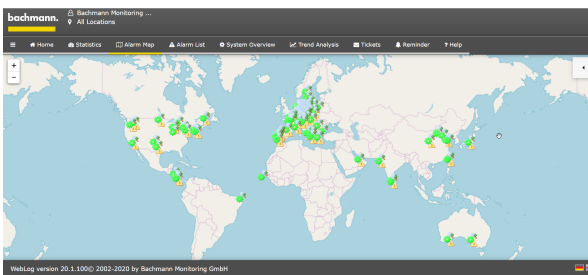 bachmann.
Bachmann Monitoring ...
All Locations
Home Statistics Alarm Map Alarm List System Overview Trend Analysis Tickets Reminder ? Help
+
−
WebLog version 20.1.100© 2002-2020 by Bachmann Monitoring GmbH